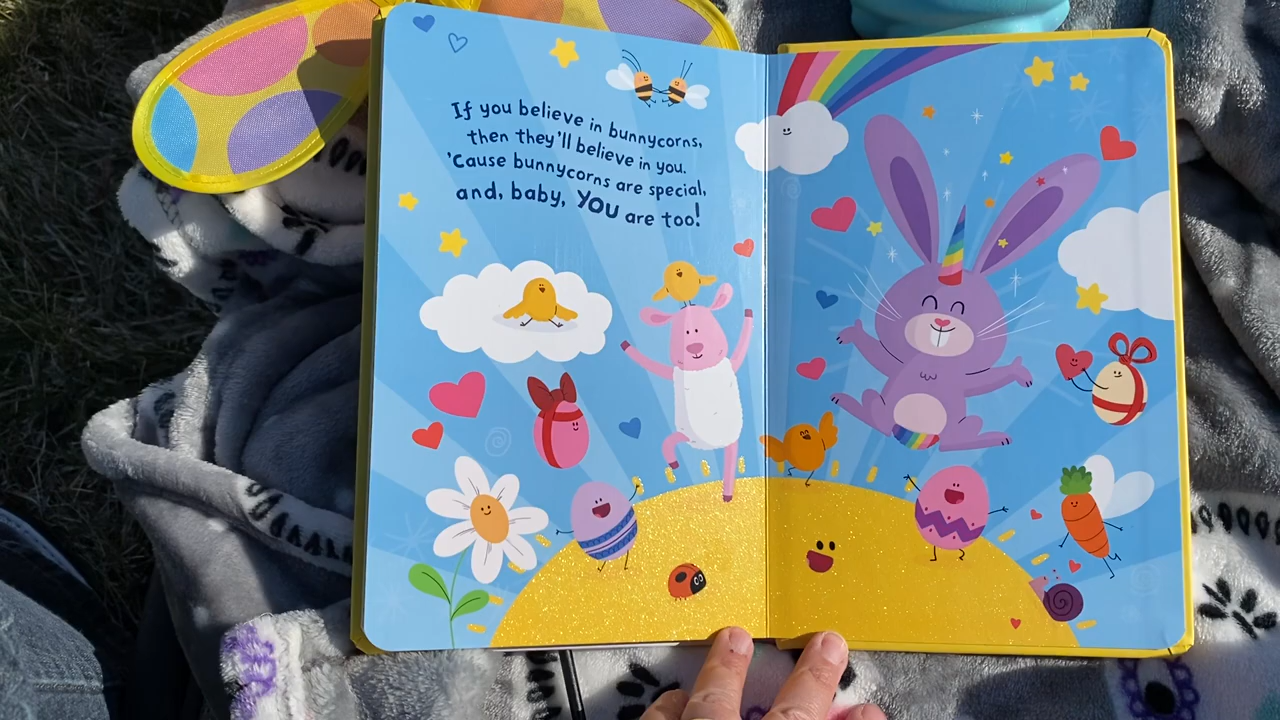 If you believe in bunnycorns,
then they'll believe in you.
'Cause bunnycorns are special,
and, baby, YOU are too!